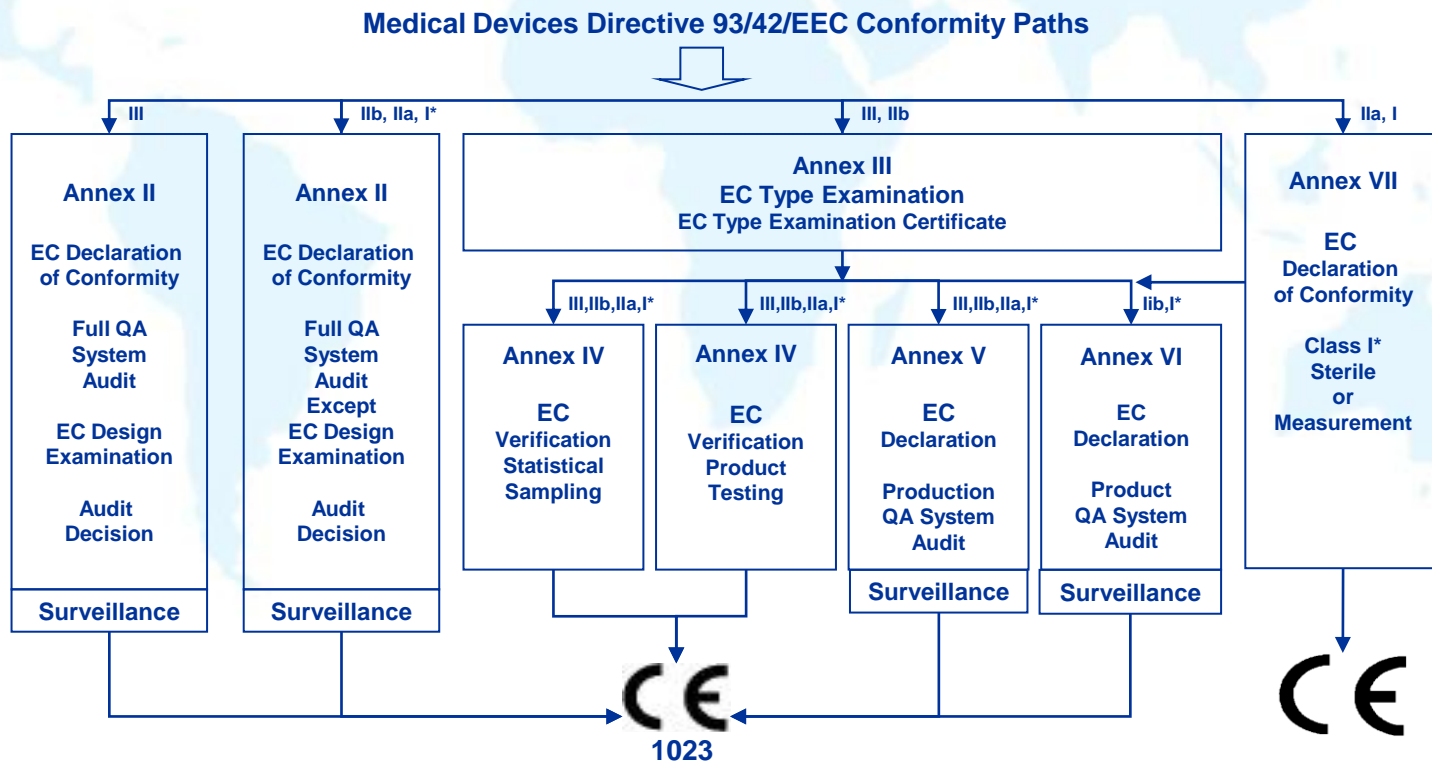 Medical Devices Directive 93/42/EEC Conformity Paths
III
IIb, IIa, I*
III, IIb
IIa, I
Annex II
EC Declaration
of Conformity
Full QA
System
Audit
EC Design
Examination
Audit
Decision
Surveillance
Annex II
EC Declaration
of Conformity
Full QA
System
Audit
Except
EC Design
Examination
Audit
Decision
Surveillance
Annex III
EC Type Examination
EC Type Examination Certificate
III,IIb,IIa,I*
III,IIb,IIa,I*
III,IIb,IIa,I*
Iib,I*
Annex IV
EC
Verification
Statistical
Sampling
Annex IV
EC
Verification
Product
Testing
Annex V
EC
Declaration
Production
QA System
Audit
Surveillance
Annex VI
EC
Declaration
Product
QA System
Audit
Surveillance
Annex VII
EC
Declaration
of Conformity
Class I*
Sterile
or
Measurement
CE
1023
CE